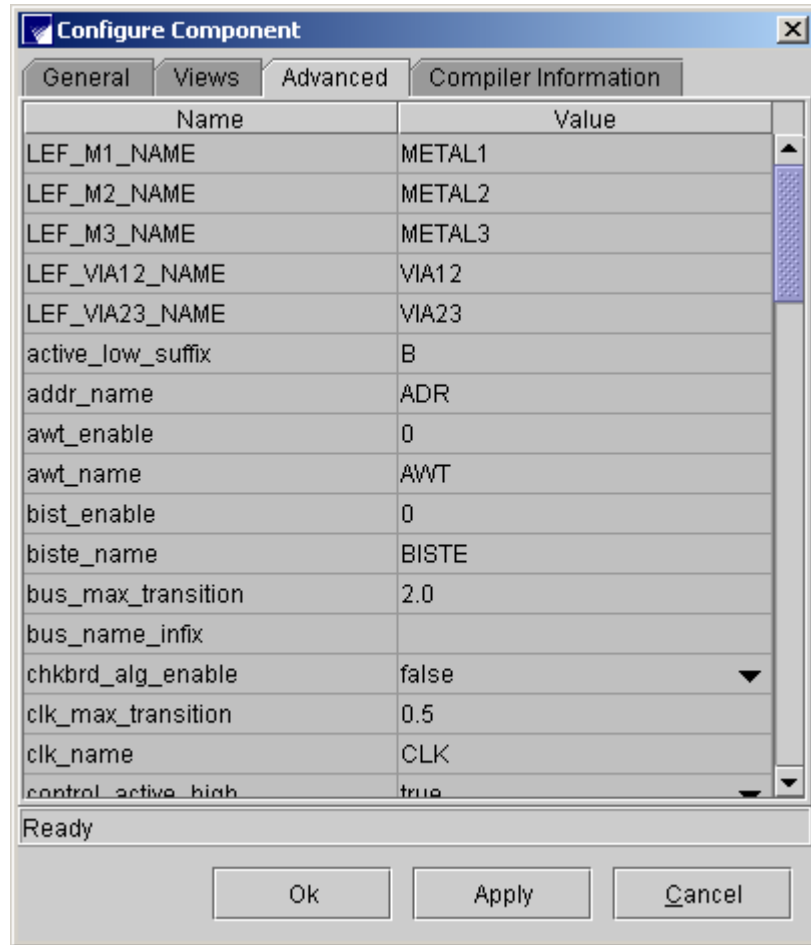 Configure Component
General Views Advanced Compiler Information
Name Value
LEF_M1_NAME METAL1
LEF_M2_NAME METAL2
LEF_M3_NAME METAL3
LEF_VIA12_NAME VIA12
LEF_VIA23_NAME VIA23
active_low_suffix B
addr_name ADR
awt_enable 0
awt_name AWT
bist_enable 0
biste_name BISTE
bus_max_transition 2.0
bus_name_infix
chkbrd_alg_enable false
clk_max_transition 0.5
clk_name CLK
control_active_high true
Ready
Ok Apply Cancel